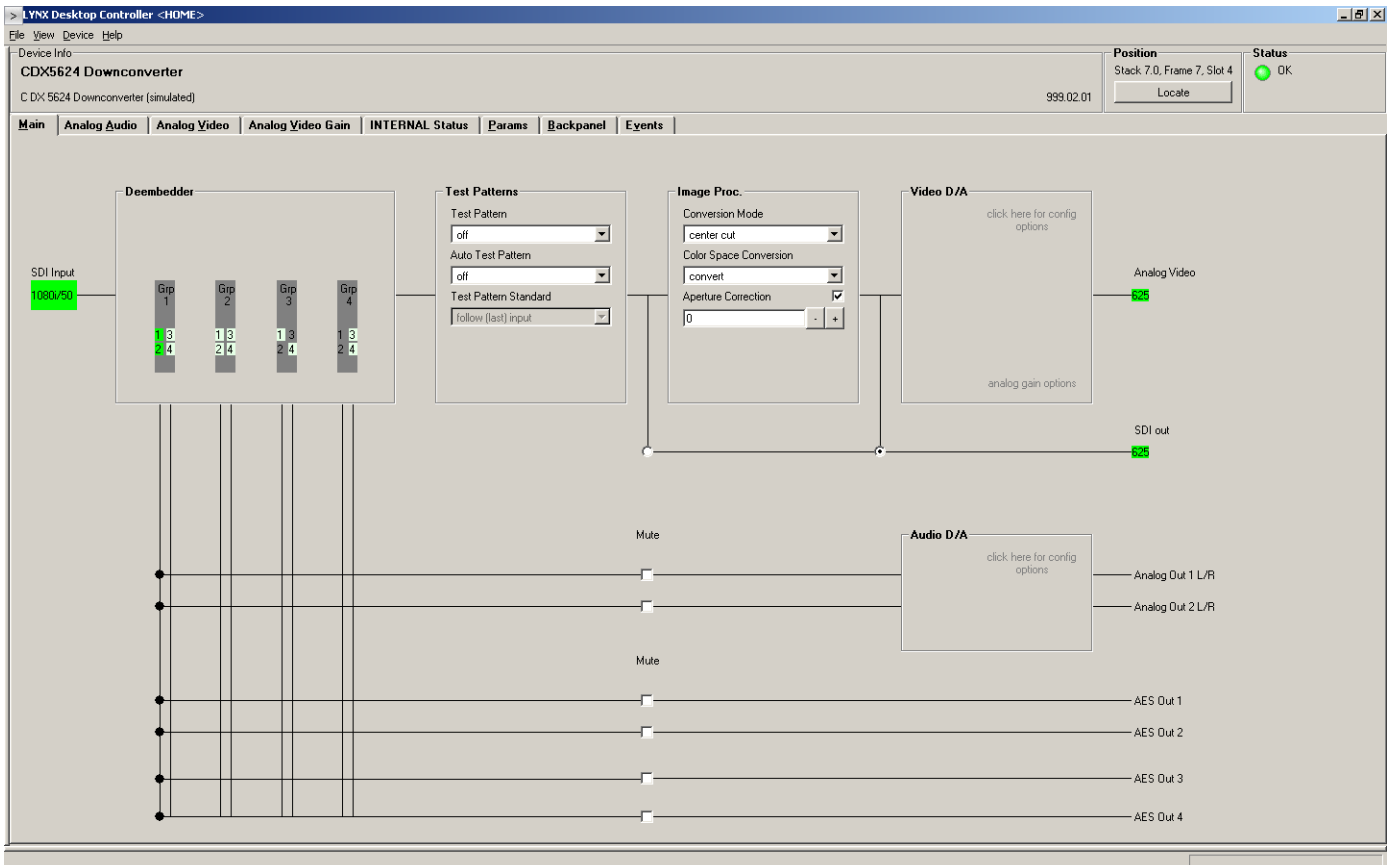 LYNX Desktop Controller <HOME>
File View Device Help
Device Info
CDX5624 Downconverter
C DX 5624 Downconverter (simulated)
999.02.01
Position
Stack 7.0, Frame 7, Slot 4
Locate
Status
OK
Main Analog Audio Analog Video Analog Video Gain INTERNAL Status Params Backpanel Events
SDI Input
1080i/50
Deembedder
Grp Grp Grp Grp
1 2 3 4
1 3 1 3 1 3 1 3
2 4 2 4 2 4 2 4
Test Patterns
Test Pattern
off
Auto Test Pattern
off
Test Pattern Standard
follow (last) input
Image Proc.
Conversion Mode
center cut
Color Space Conversion
convert
Aperture Correction
0 - +
Video D/A
click here for config
options
analog gain options
Analog Video
625
SDI out
625
Mute
Audio D/A
click here for config
options
Analog Out 1 L/R
Analog Out 2 L/R
Mute
AES Out 1
AES Out 2
AES Out 3
AES Out 4